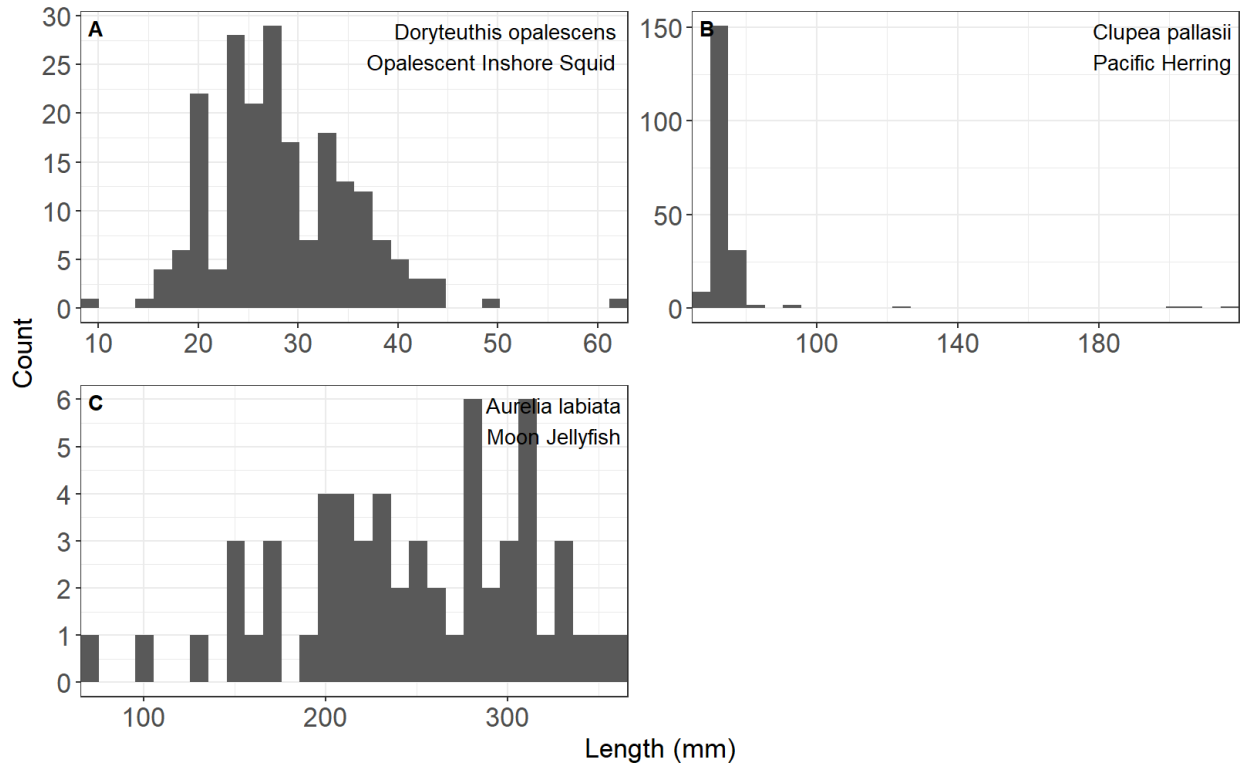 A
Doryteuthis opalescens
Opalescent Inshore Squid
30
25
20
15
10
5
0
10 20 30 40 50 60
B
Clupea pallasii
Pacific Herring
150
100
50
0
100 140 180
Count
C
Aurelia labiata
Moon Jellyfish
6
5
4
3
2
1
0
100 200 300
Length (mm)